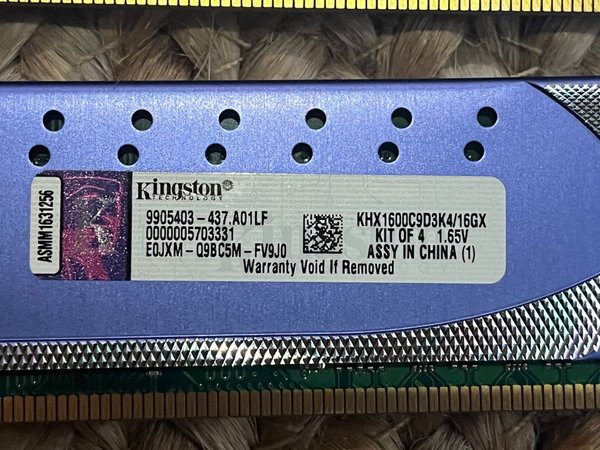 ASMM1631256
Kingston
TECHNOLOGY
9905403-437.A01LF
0000005703331
E0JXM-Q9BC5M-FV9J0
KHX1600C9D3K4/16GX
KIT OF 4 1.65V
ASSY IN CHINA (1)
Warranty Void If Removed